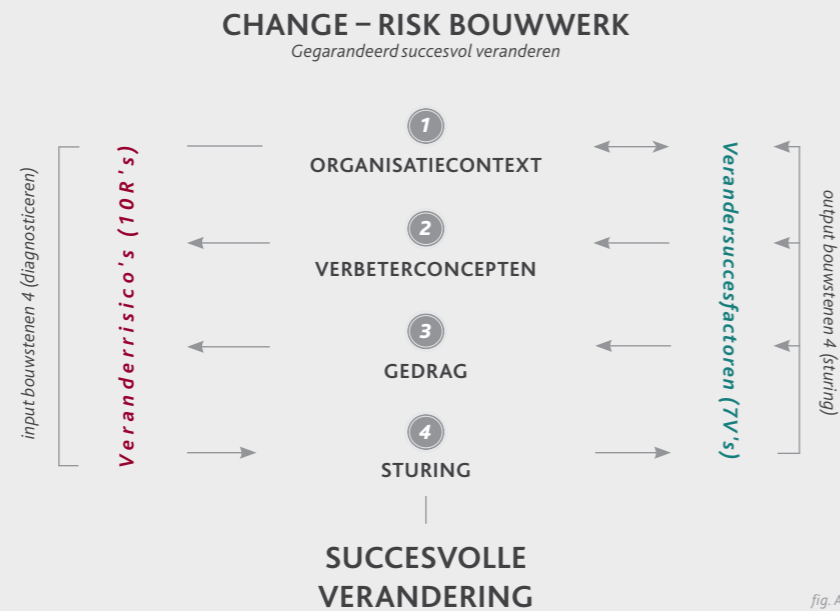 CHANGE – RISK BOUWWERK
Gegarandeerd succesvol veranderen
input bouwstenen 4 (diagnosticeren)
Veranderrisico's (10R's)
1
ORGANISATIECONTEXT
2
VERBETERCONCEPTEN
3
GEDRAG
4
STURING
Verandersuccesfactoren (7V's)
output bouwstenen 4 (sturing)
SUCCESVOLLE
VERANDERING
fig. A